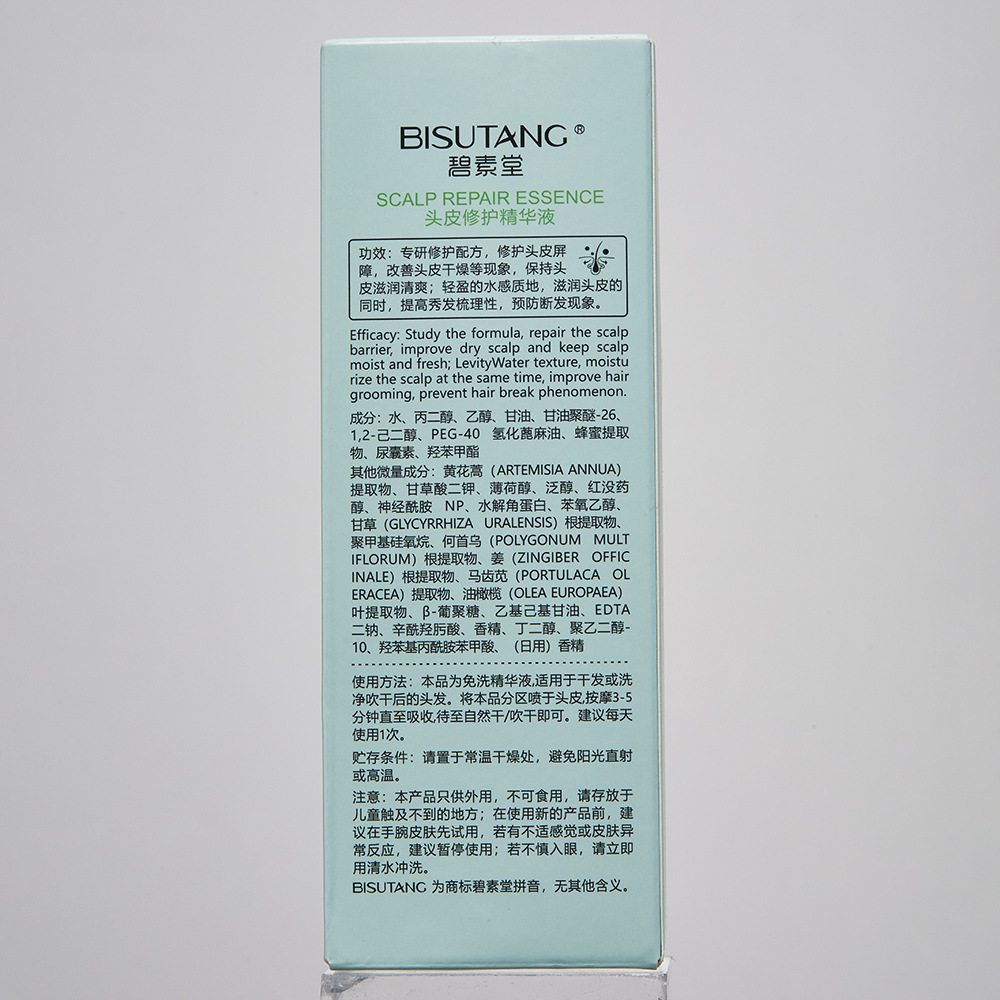 BISUTANG®
碧素堂
SCALP REPAIR ESSENCE
头皮修护精华液
功效：专研修护配方，修护头皮屏
障，改善头皮干燥等现象，保持头
皮滋润清爽；轻盈的水感质地，滋润头皮的
同时，提高秀发梳理性，预防断发现象。
Efficacy: Study the formula, repair the scalp
barrier, improve dry scalp and keep scalp
moist and fresh; LevityWater texture, moistu
rize the scalp at the same time, improve hair
grooming, prevent hair break phenomenon.
成分：水、丙二醇、乙醇、甘油、甘油聚醚-26、
1,2-己二醇、PEG-40 氢化蓖麻油、蜂蜜提取
物、尿囊素、羟苯甲酯
其他微量成分：黄花蒿（ARTEMISIA ANNUA）
提取物、甘草酸二钾、薄荷醇、泛醇、红没药
醇、神经酰胺 NP、水解角蛋白、苯氧乙醇、
甘草（GLYCYRRHIZA URALENSIS）根提取物、
聚甲基硅氧烷、何首乌（POLYGONUM MULT
IFLORUM）根提取物、姜（ZINGIBER OFFIC
INALE）根提取物、马齿苋（PORTULACA OL
ERACEA）提取物、油橄榄（OLEA EUROPAEA）
叶提取物、β-葡聚糖、乙基己基甘油、EDTA
二钠、辛酰羟肟酸、香精、丁二醇、聚乙二醇-
10、羟苯基丙酰胺苯甲酸、（日用）香精
使用方法：本品为免洗精华液,适用于干发或洗
净吹干后的头发。将本品分区喷于头皮,按摩3-5
分钟直至吸收,待至自然干/吹干即可。建议每天
使用1次。
贮存条件：请置于常温干燥处，避免阳光直射
或高温。
注意：本产品只供外用，不可食用，请存放于
儿童触及不到的地方；在使用新的产品前，建
议在手腕皮肤先试用，若有不适感觉或皮肤异
常反应，建议暂停使用；若不慎入眼，请立即
用清水冲洗。
BISUTANG 为商标碧素堂拼音，无其他含义。